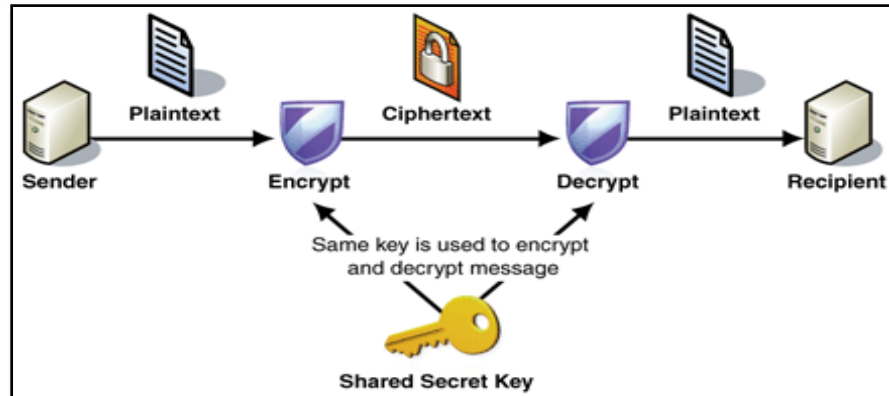 Plaintext
Ciphertext
Plaintext
Sender
Encrypt
Decrypt
Recipient
Same key is used to encrypt
and decrypt message
Shared Secret Key